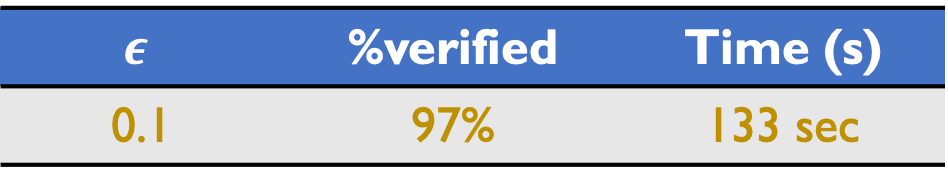 ϵ %verified Time (s)
0.1 97% 133 sec